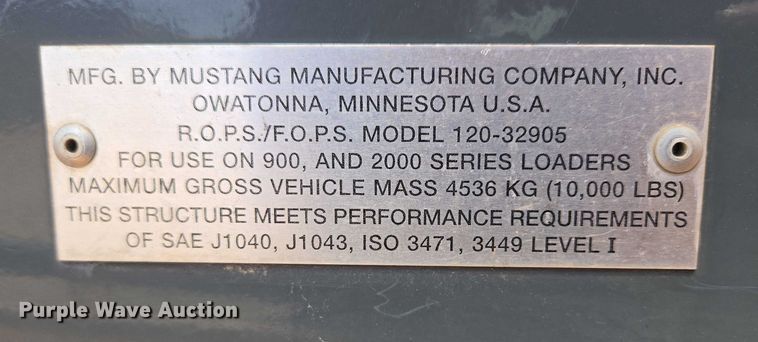 MFG. BY MUSTANG MANUFACTURING COMPANY, INC.
OWATONNA, MINNESOTA U.S.A.
R.O.P.S./F.O.P.S. MODEL 120-32905
FOR USE ON 900, AND 2000 SERIES LOADERS
MAXIMUM GROSS VEHICLE MASS 4536 KG (10,000 LBS)
THIS STRUCTURE MEETS PERFORMANCE REQUIREMENTS
OF SAE J1040, J1043, ISO 3471, 3449 LEVEL I
Purple Wave Auction